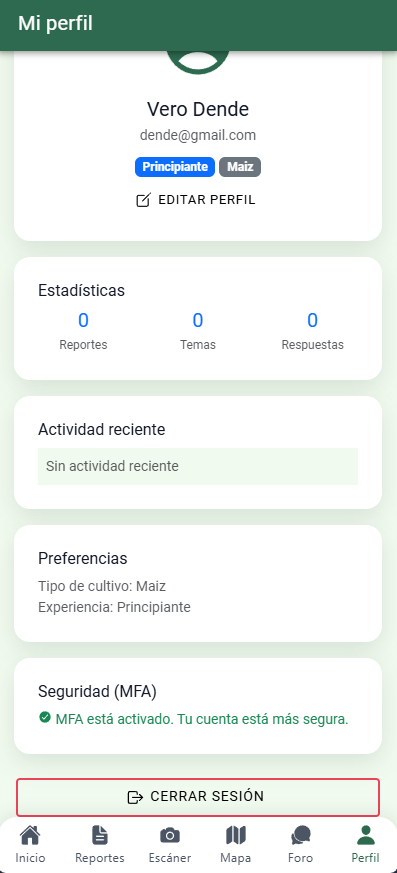 Mi perfil
Vero Dende
dende@gmail.com
Principiante Maiz
EDITAR PERFIL
Estadísticas
0 0 0
Reportes Temas Respuestas
Actividad reciente
Sin actividad reciente
Preferencias
Tipo de cultivo: Maiz
Experiencia: Principiante
Seguridad (MFA)
MFA está activado. Tu cuenta está más segura.
CERRAR SESIÓN
Inicio Reportes Escáner Mapa Foro Perfil